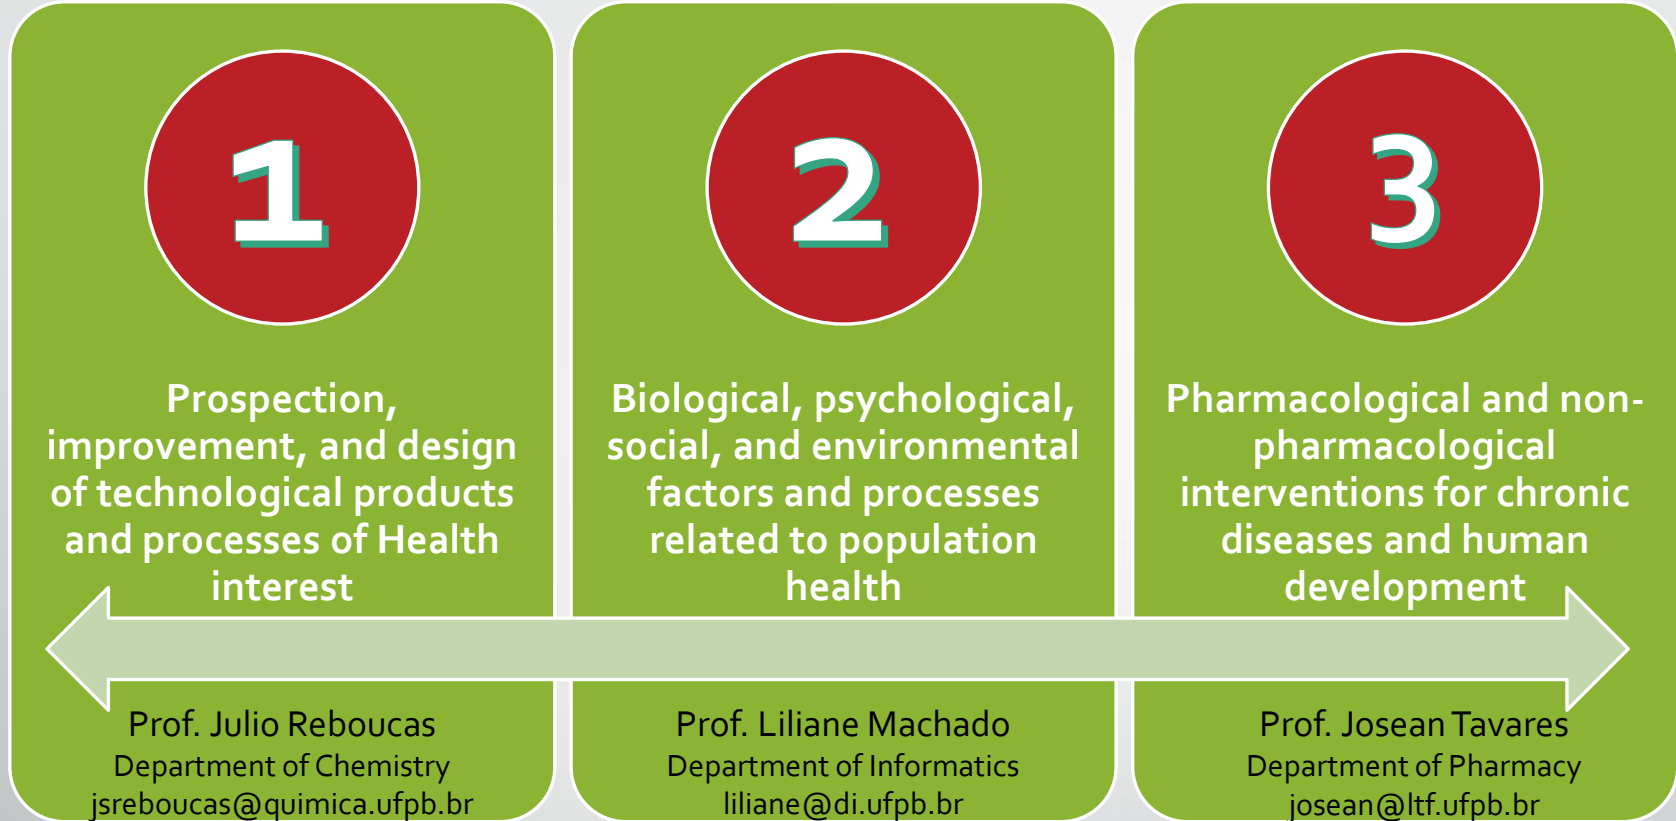 1
Prospection,
improvement, and design
of technological products
and processes of Health
interest
Prof. Julio Reboucas
Department of Chemistry
jsreboucas@quimica.ufpb.br
2
Biological, psychological,
social, and environmental
factors and processes
related to population
health
Prof. Liliane Machado
Department of Informatics
liliane@di.ufpb.br
3
Pharmacological and non-
pharmacological
interventions for chronic
diseases and human
development
Prof. Josean Tavares
Department of Pharmacy
josean@ltf.ufpb.br